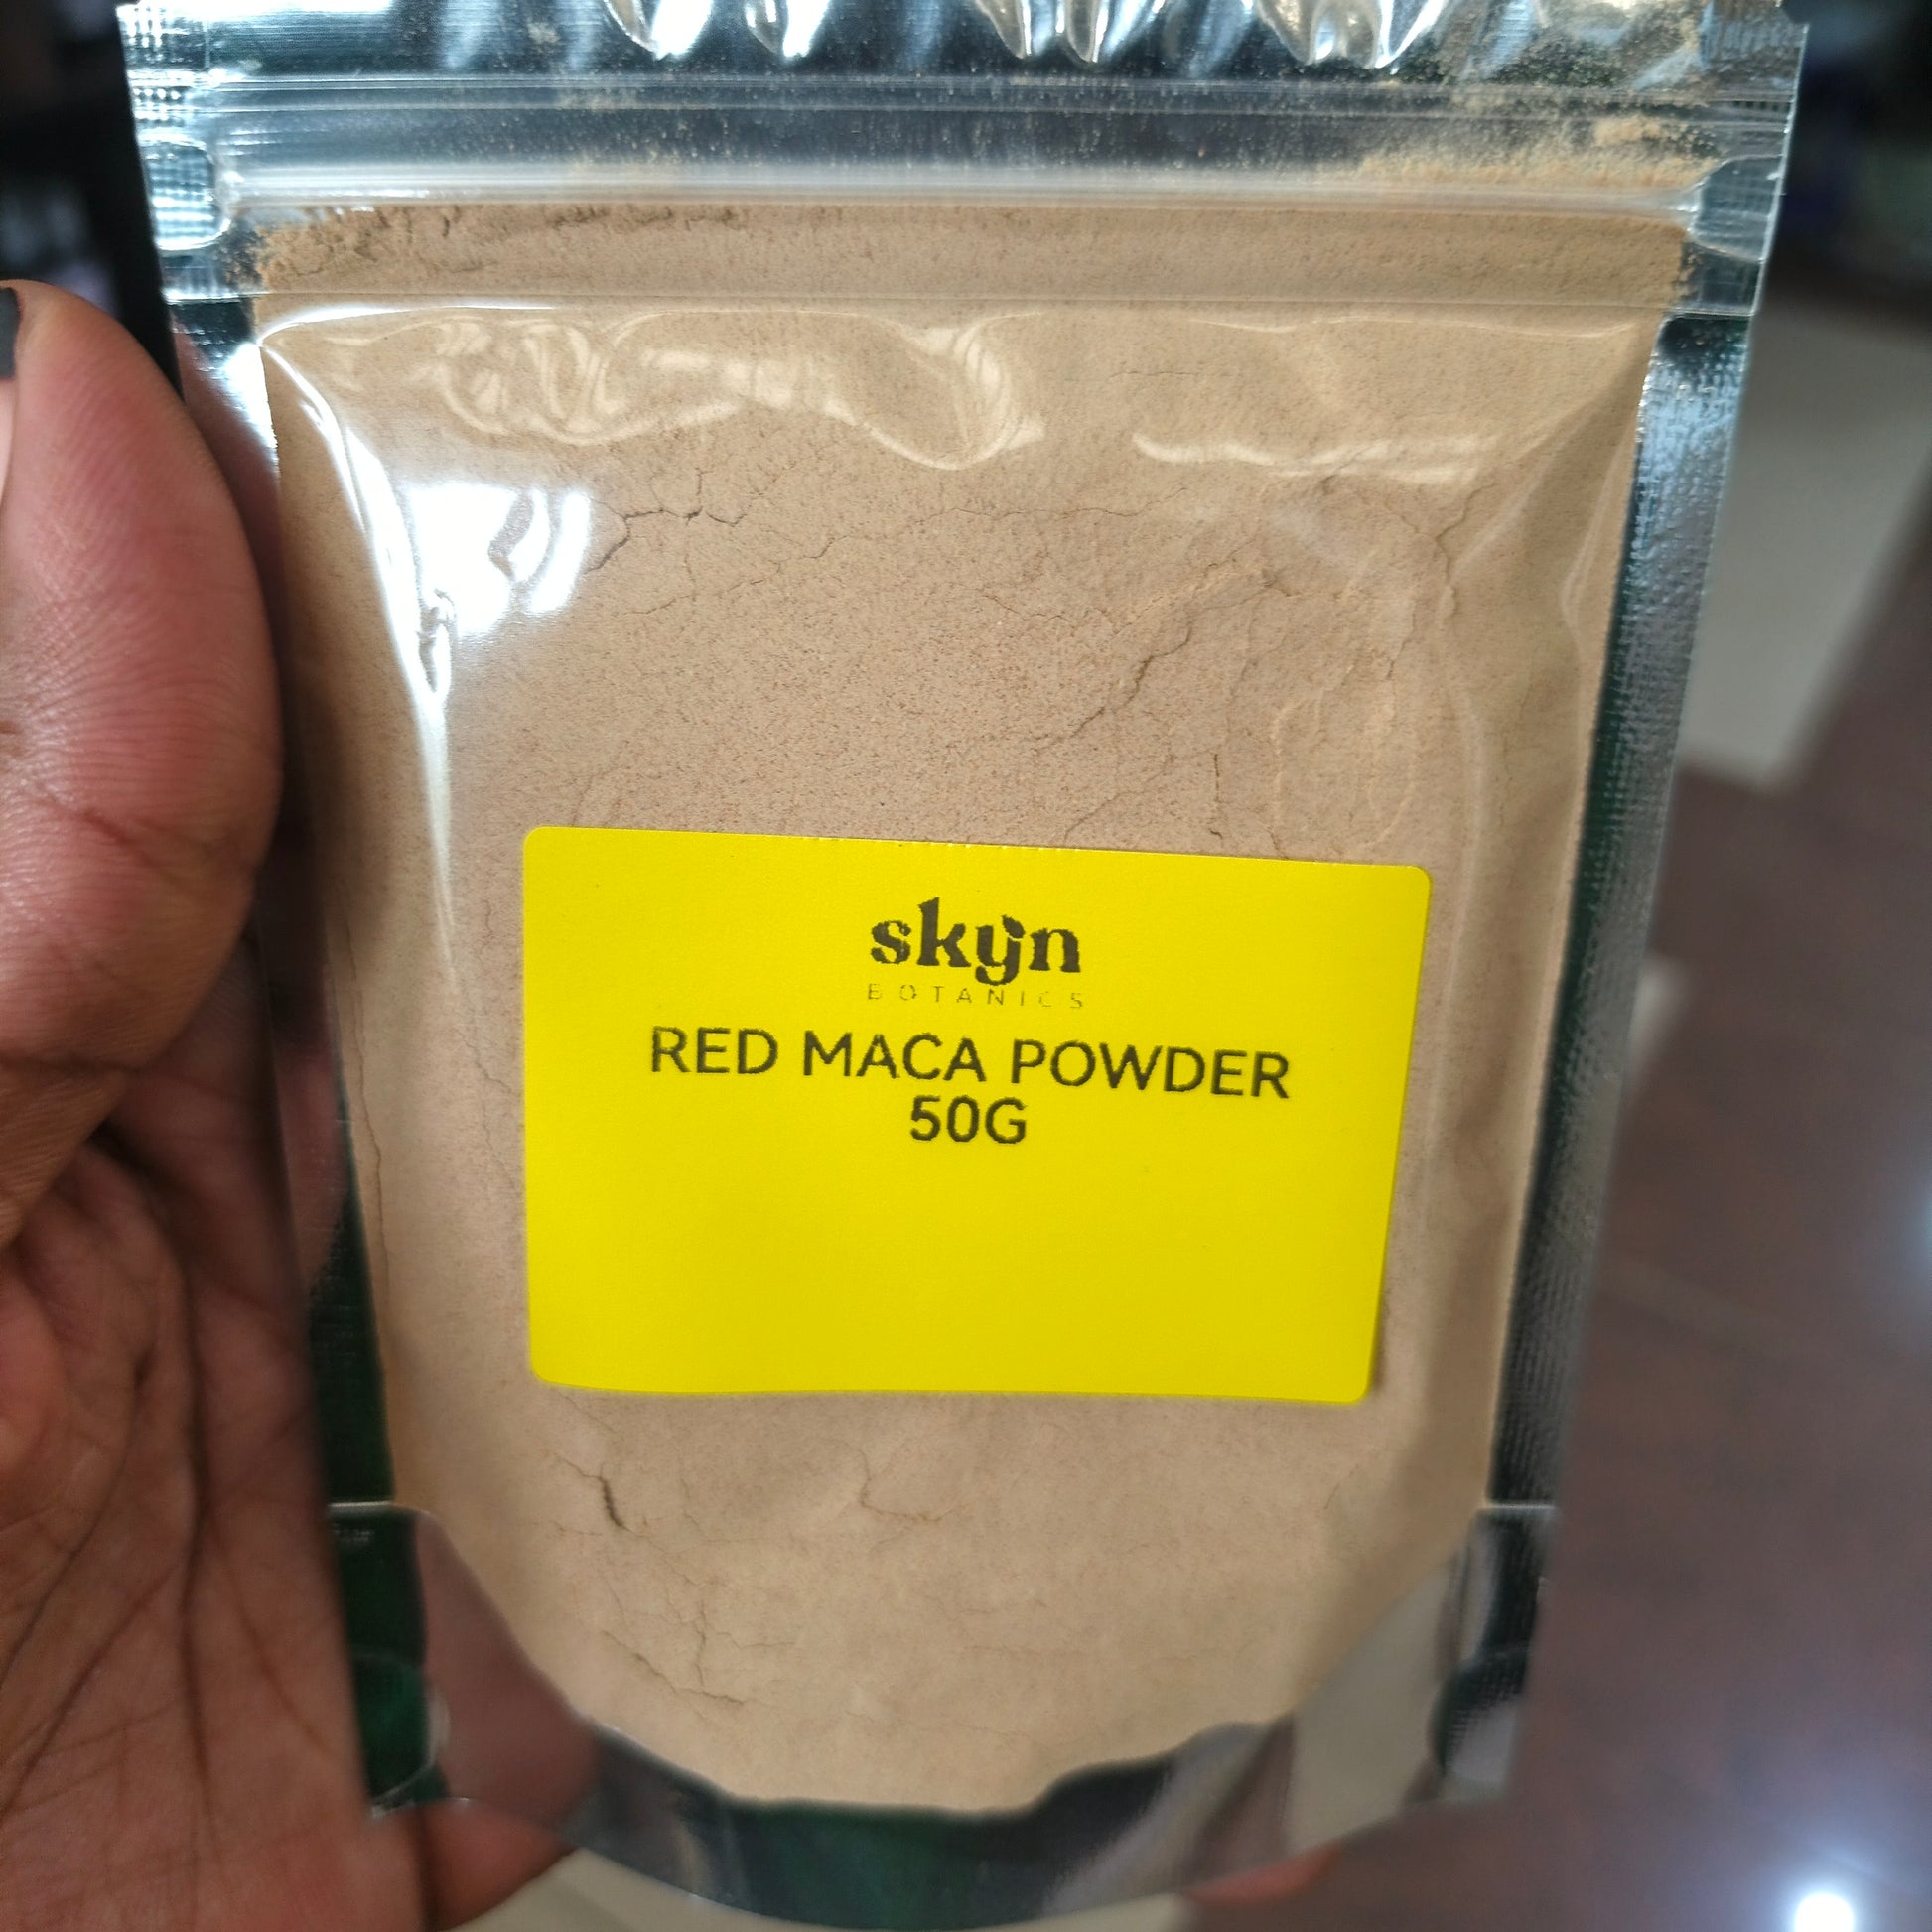 skyn
BOTANICS
RED MACA POWDER
50G